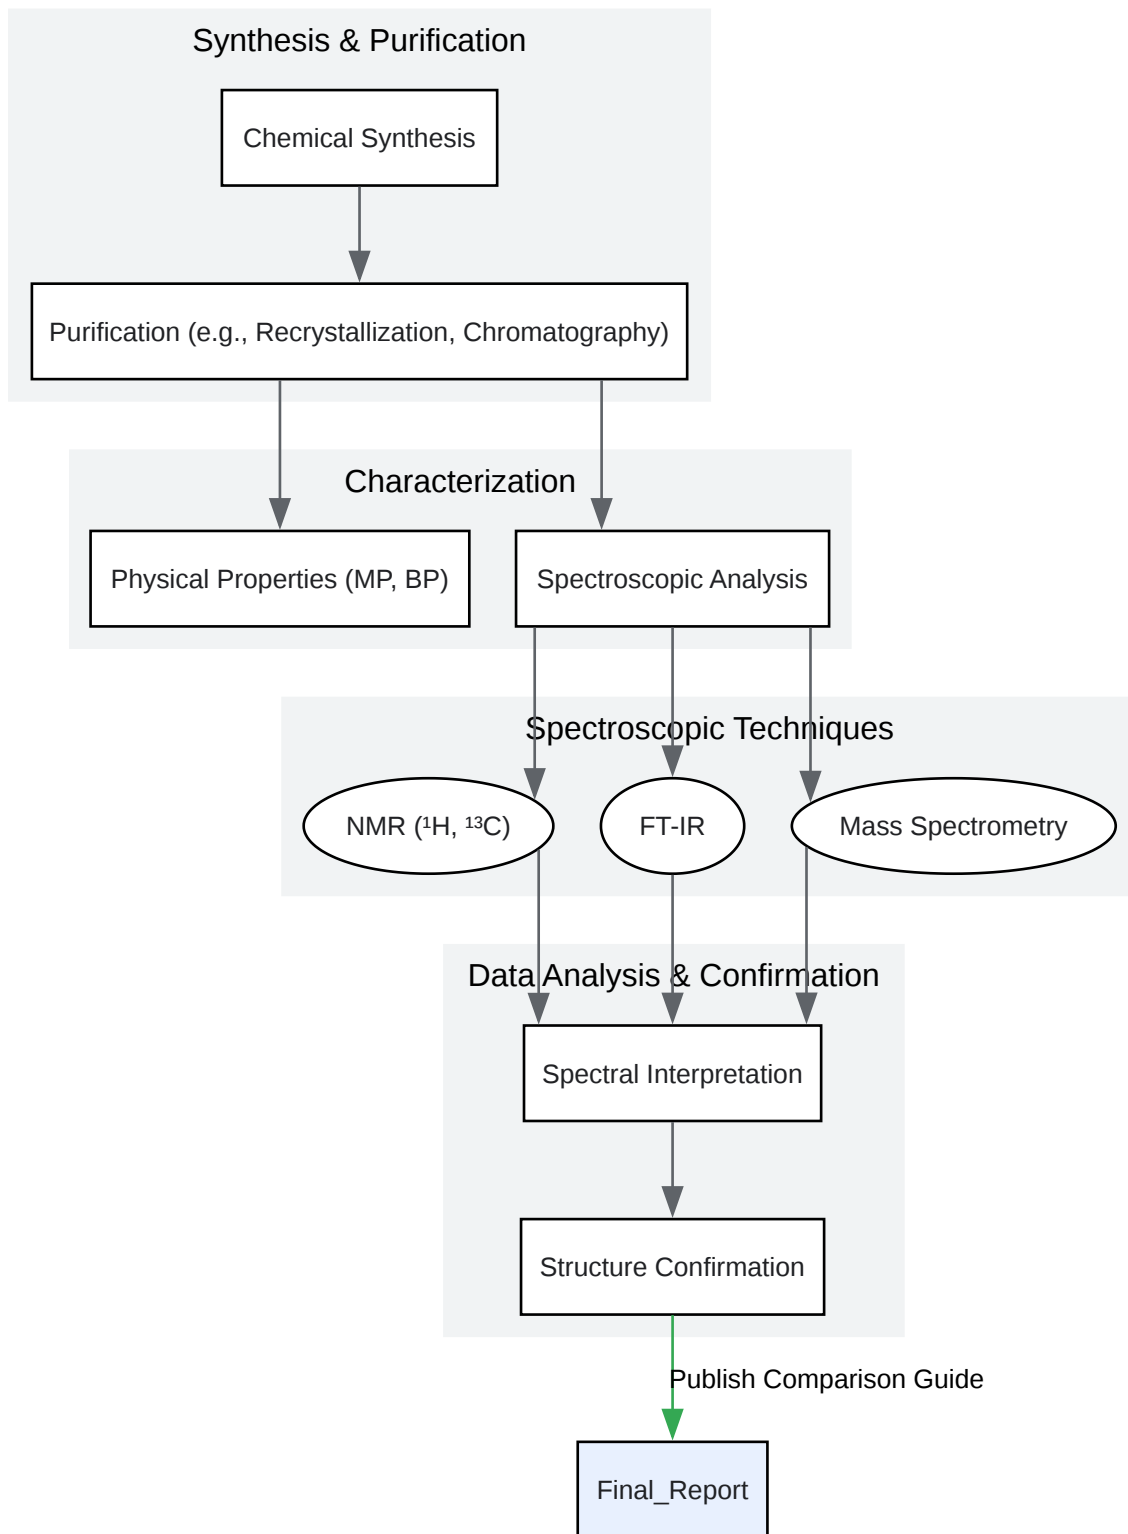 Synthesis & Purification
Chemical Synthesis
Purification (e.g., Recrystallization, Chromatography)
Characterization
Physical Properties (MP, BP)
Spectroscopic Analysis
Spectroscopic Techniques
NMR (¹H, ¹³C)
FT-IR
Mass Spectrometry
Data Analysis & Confirmation
Spectral Interpretation
Structure Confirmation
Publish Comparison Guide
Final_Report